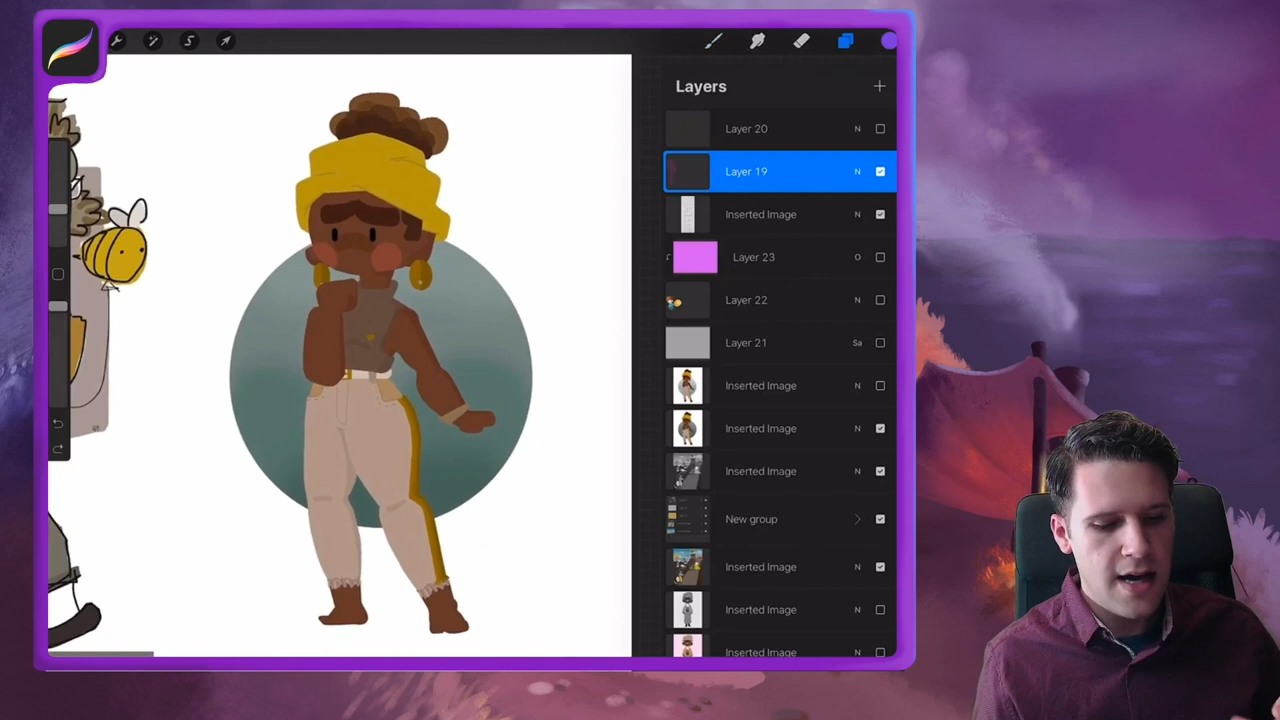 Layers
Layer 20 N
Layer 19 N
Inserted Image N
Layer 23 O
Layer 22 N
Layer 21 Sa
Inserted Image N
Inserted Image N
Inserted Image N
New group
Inserted Image N
Inserted Image N
Inserted Image N